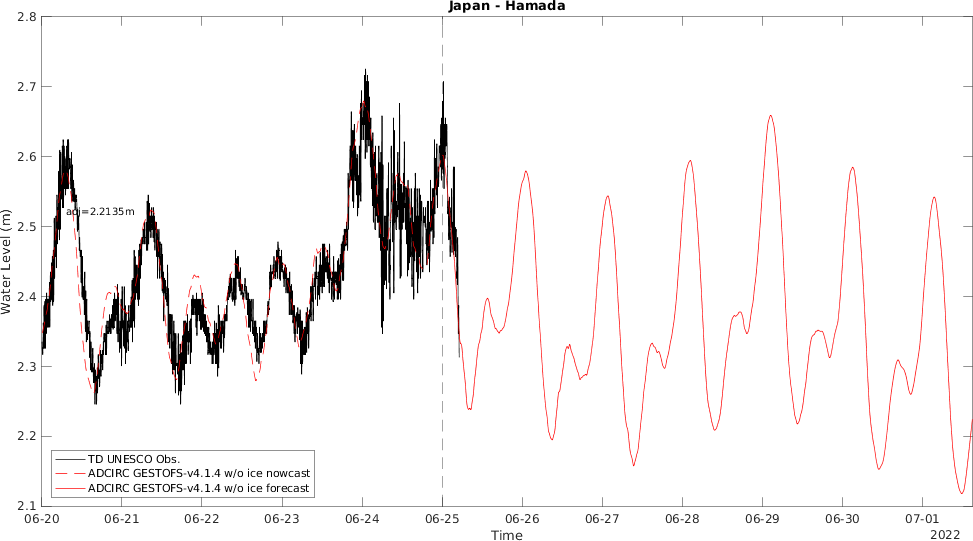 Japan - Hamada
2.8
2.7
2.6
2.5
2.4
2.3
2.2
2.1
Water Level (m)
adj=2.2135m
TD UNESCO Obs.
ADCIRC GESTOFS-v4.1.4 w/o ice nowcast
ADCIRC GESTOFS-v4.1.4 w/o ice forecast
06-20 06-21 06-22 06-23 06-24 06-25 06-26 06-27 06-28 06-29 06-30 07-01
2022
Time